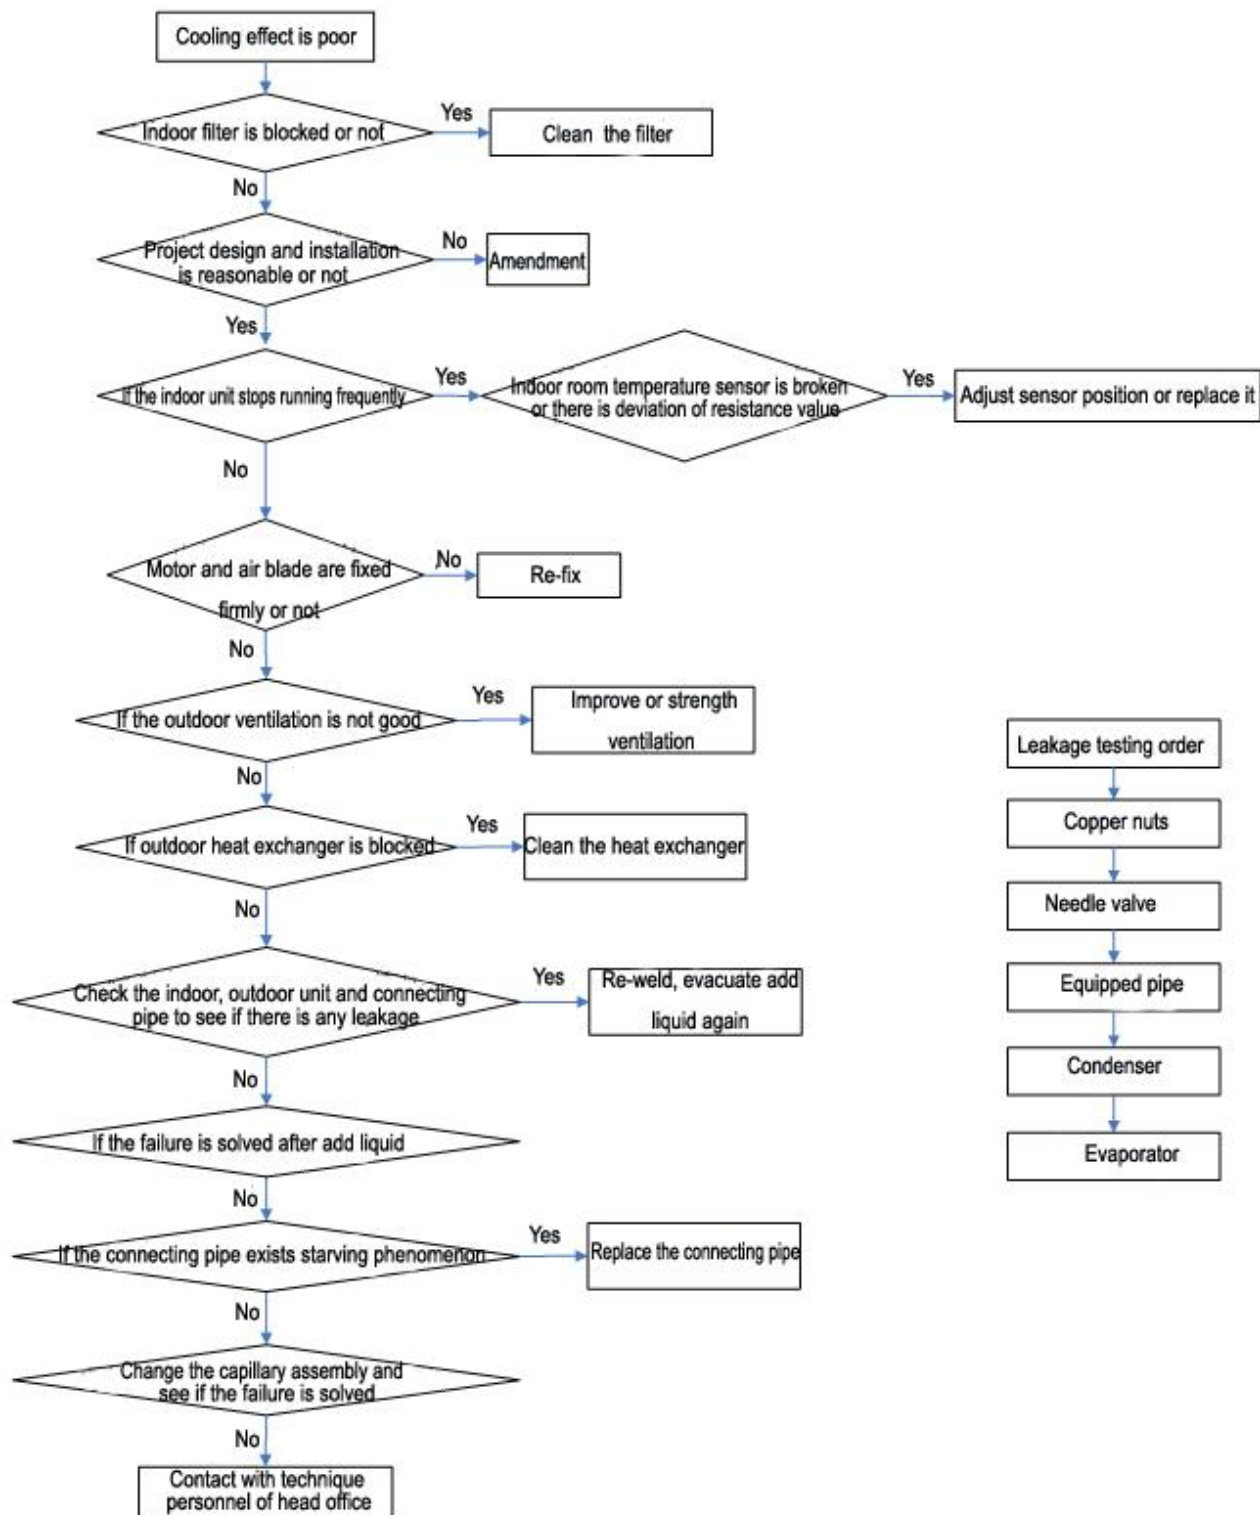 Cooling effect is poor
Indoor filter is blocked or not
Yes
Clean the filter
No
Project design and installation
is reasonable or not
No
Amendment
Yes
If the indoor unit stops running frequently
Yes
Indoor room temperature sensor is broken
or there is deviation of resistance value
Yes
Adjust sensor position or replace it
No
Motor and air blade are fixed
firmly or not
No
Re-fix
No
If the outdoor ventilation is not good
Yes
Improve or strength
ventilation
No
If outdoor heat exchanger is blocked
Yes
Clean the heat exchanger
No
Check the indoor, outdoor unit and connecting
pipe to see if there is any leakage
Yes
Re-weld, evacuate add
liquid again
No
If the failure is solved after add liquid
No
If the connecting pipe exists starving phenomenon
Yes
Replace the connecting pipe
No
Change the capillary assembly and
see if the failure is solved
No
Contact with technique
personnel of head office
Leakage testing order
Copper nuts
Needle valve
Equipped pipe
Condenser
Evaporator